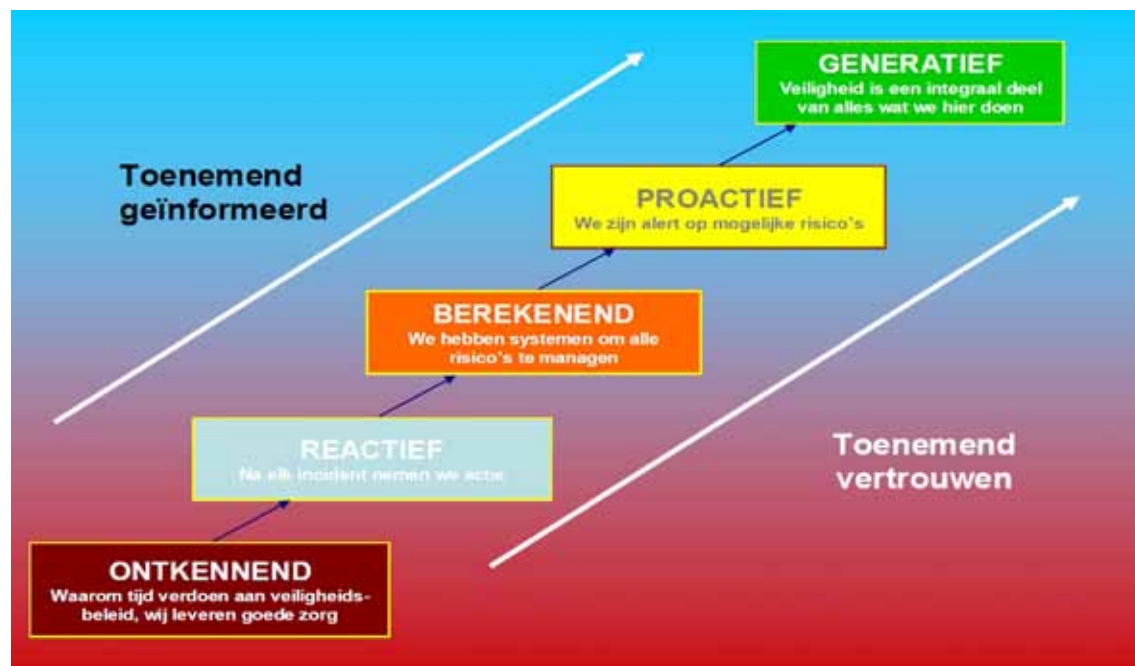 GENERATIEF
Veiligheid is een integraal deel
van alles wat we hier doen
Toenemend
geïnformeerd
PROACTIEF
We zijn alert op mogelijke risico's
BEREKENEND
We hebben systemen om alle
risico's te managen
REACTIEF
Na elk incident nemen we actie
Toenemend
vertrouwen
ONTKENNEND
Waarom tijd verdoen aan veiligheids-
beleid, wij leveren goede zorg